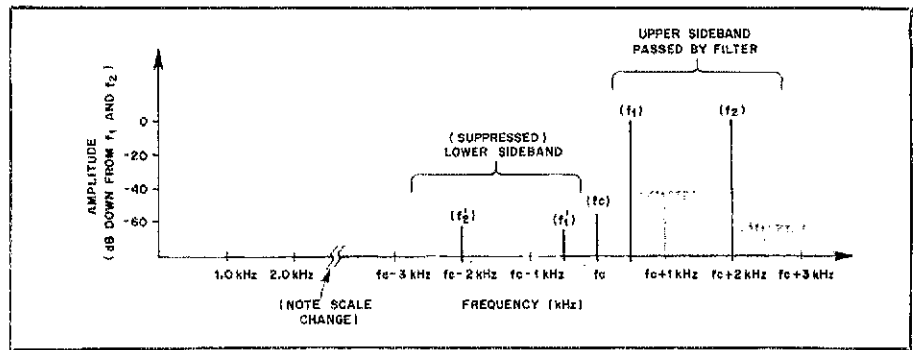 UPPER SIDEBAND
PASSED BY FILTER
(f₁)
(f₂)
(SUPPRESSED)
LOWER SIDEBAND
(f₂')
(f₁')
(fc)
AMPLITUDE
(dB DOWN FROM f₁ AND f₂)
0
-20
-40
-60
1.0 kHz
2.0 kHz
fc-3 kHz
fc-2 kHz
fc-1 kHz
fc
fc+1 kHz
fc+2 kHz
fc+3 kHz
(NOTE SCALE
CHANGE)
FREQUENCY (kHz)